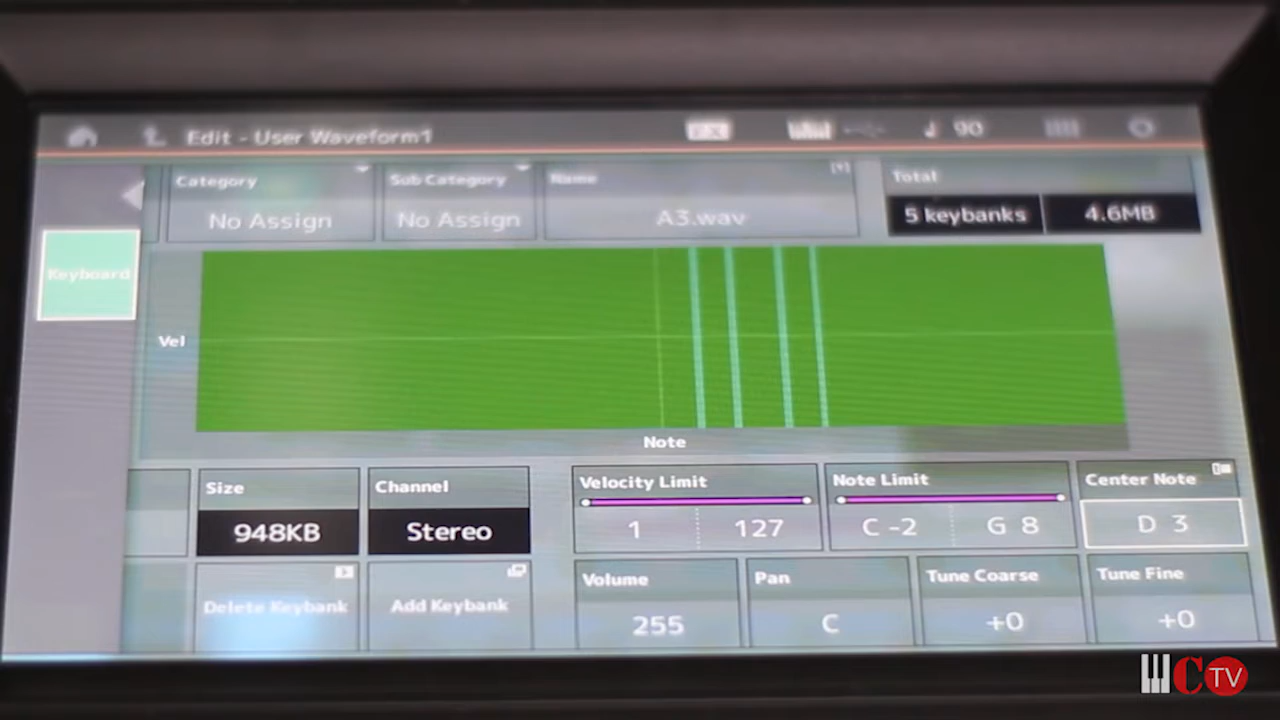 Edit - User Waveform1
90
Category
Sub Category
Name
Total
No Assign
No Assign
A3.wav
5 keybanks
4.6MB
Keyboard
Vel
Note
Size
Channel
Velocity Limit
Note Limit
Center Note
948KB
Stereo
1
127
C -2
G 8
D 3
Delete Keybank
Add Keybank
Volume
Pan
Tune Coarse
Tune Fine
255
C
+0
+0
C TV